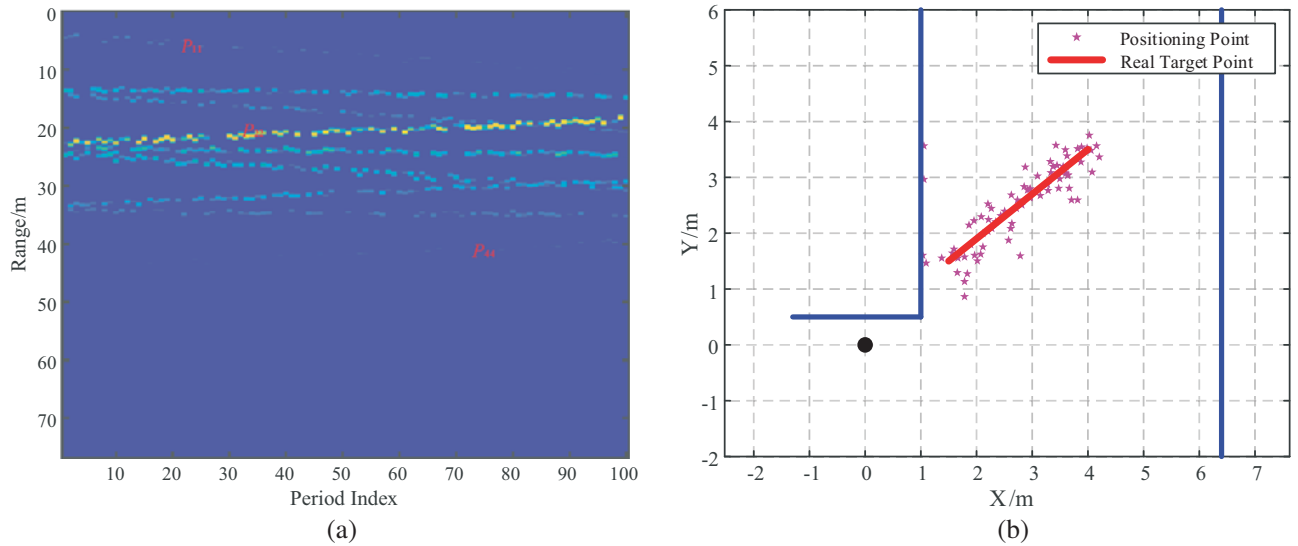 0
10
20
30
40
50
60
70
Range/m
10 20 30 40 50 60 70 80 90 100
Period Index
(a)
P₄₄
6
5
4
3
2
1
0
-1
-2
Y/m
-2 -1 0 1 2 3 4 5 6 7
X/m
Positioning Point
Real Target Point
(b)